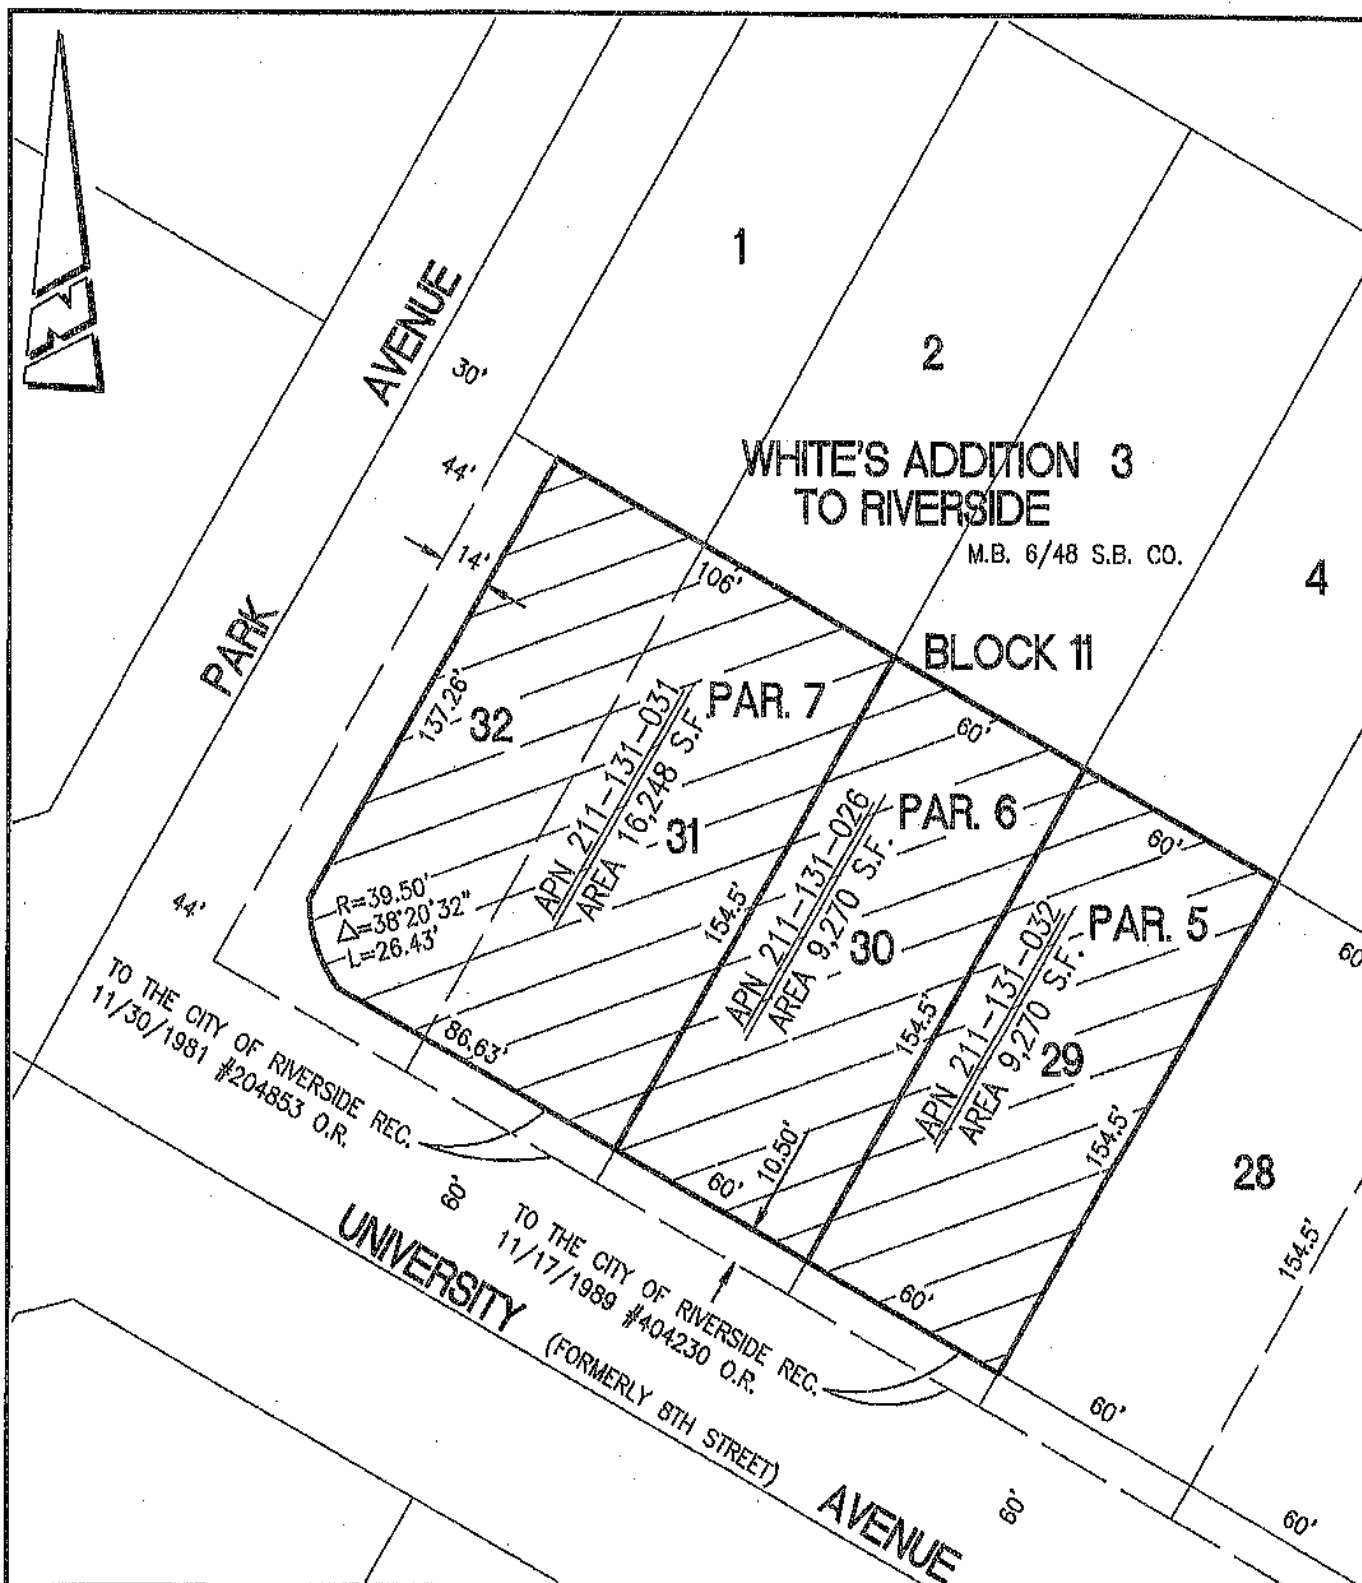 N
1
2
AVENUE
30'
WHITE'S ADDITION 3
TO RIVERSIDE
M.B. 6/48 S.B. CO.
44'
14'
4
106'
PARK
BLOCK 11
137.26'
32
APN 211-131-031
AREA 16,248 S.F.
PAR. 7
60'
31
APN 211-131-026
AREA 9,270 S.F.
PAR. 6
60'
R=39.50'
Δ=38°20'32"
L=26.43'
44'
154.5'
30
APN 211-131-032
AREA 9,270 S.F.
PAR. 5
60
TO THE CITY OF RIVERSIDE REC.
11/30/1981 #204853 O.R.
86.63'
154.5'
29
10.50'
154.5'
28
60'
60'
154.5'
TO THE CITY OF RIVERSIDE REC.
11/17/1989 #404230 O.R.
60'
UNIVERSITY
(FORMERLY 8TH STREET)
AVENUE
60'
60'
60'